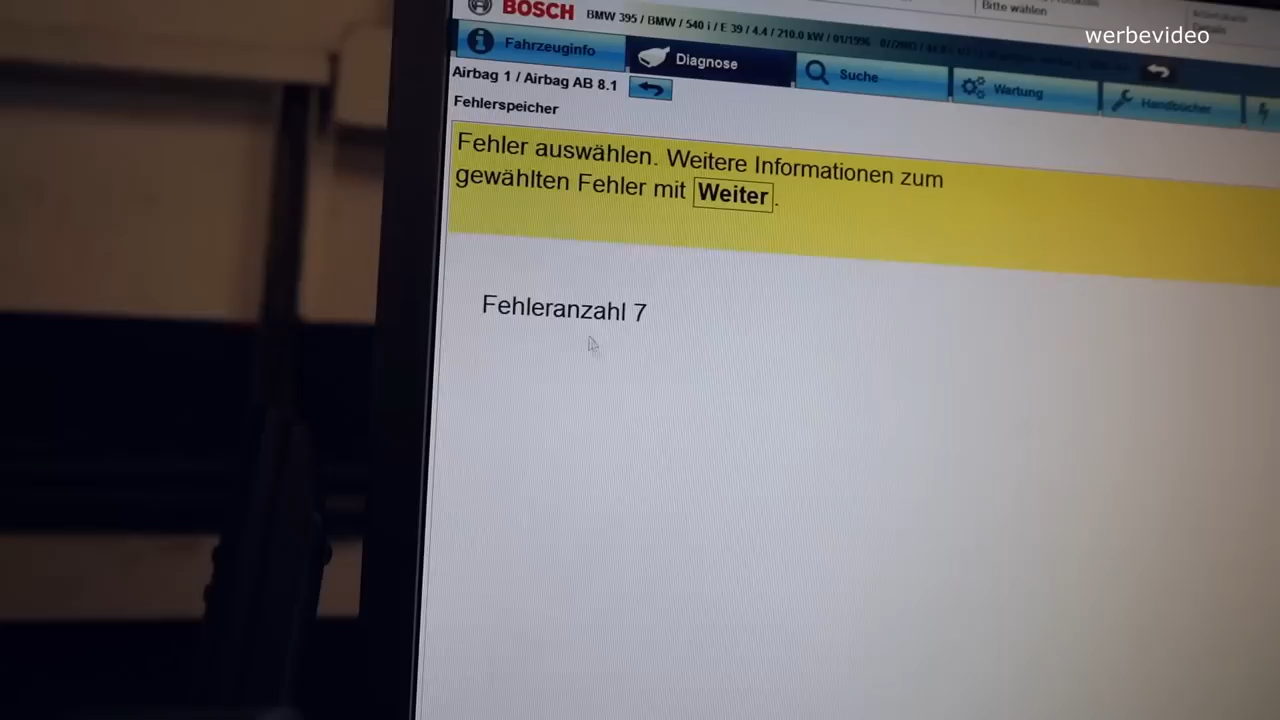 Bitte wählen
werbevideo
BOSCH
BMW 395 / BMW / 540 i / E 39 / 4.4 / 210.0 kW / 01/1996
Fahrzeuginfo
Diagnose
Suche
Wartung
Handbücher
Airbag 1 / Airbag AB 8.1
Fehlerspeicher
Fehler auswählen. Weitere Informationen zum
gewählten Fehler mit Weiter.
Fehleranzahl 7